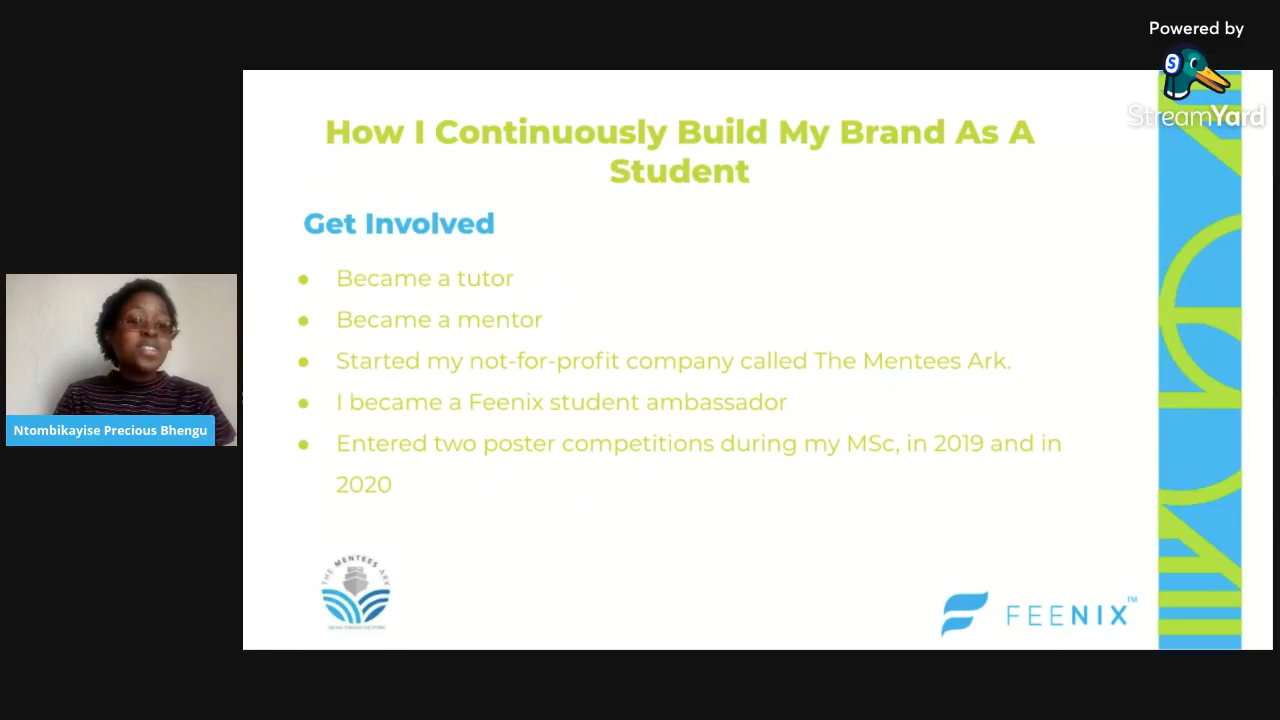 Powered by
StreamYard
How I Continuously Build My Brand As A
Student
Get Involved
• Became a tutor
• Became a mentor
• Started my not-for-profit company called The Mentees Ark.
• I became a Feenix student ambassador
• Entered two poster competitions during my MSc, in 2019 and in
2020
Ntombikayise Precious Bhengu
THE MENTEES ARK
FEENIX™